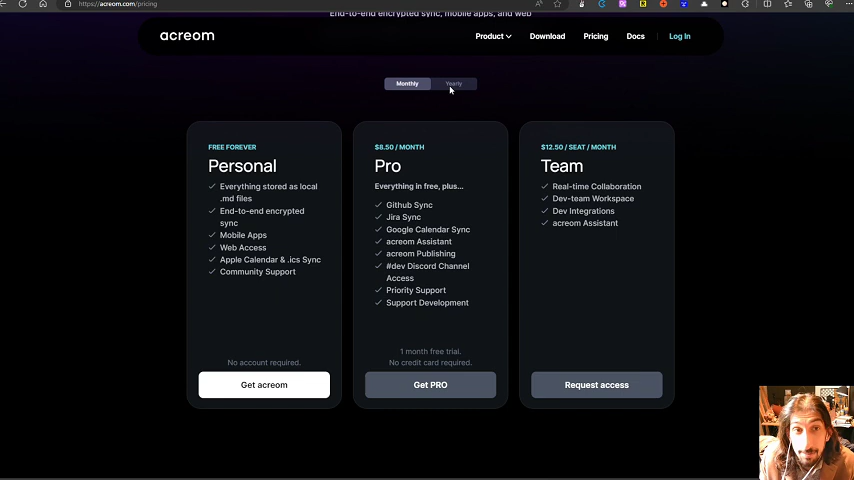 https://acreom.com/pricing
End-to-end encrypted sync, mobile apps, and web
acreom
Product
Download
Pricing
Docs
Log In
Monthly
Yearly
FREE FOREVER
Personal
Everything stored as local
.md files
End-to-end encrypted
sync
Mobile Apps
Web Access
Apple Calendar & .ics Sync
Community Support
No account required.
Get acreom
$8.50 / MONTH
Pro
Everything in free, plus...
Github Sync
Jira Sync
Google Calendar Sync
acreom Assistant
acreom Publishing
#dev Discord Channel
Access
Priority Support
Support Development
1 month free trial.
No credit card required.
Get PRO
$12.50 / SEAT / MONTH
Team
Real-time Collaboration
Dev-team Workspace
Dev Integrations
acreom Assistant
Request access